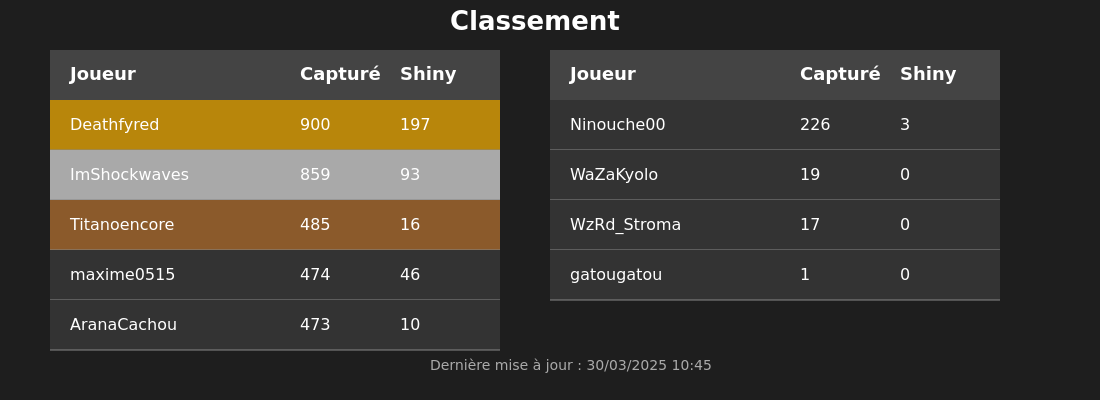 Classement
Joueur Capturé Shiny
Deathfyred 900 197
ImShockwaves 859 93
Titanoencore 485 16
maxime0515 474 46
AranaCachou 473 10
Joueur Capturé Shiny
Ninouche00 226 3
WaZaKyolo 19 0
WzRd_Stroma 17 0
gatougatou 1 0
Dernière mise à jour : 30/03/2025 10:45